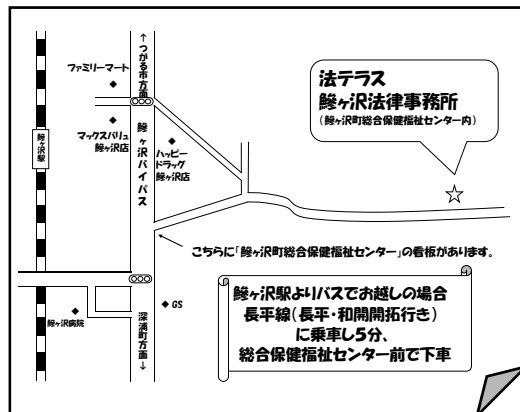 ↑つがる市方面
ファミリーマート
マックスバリュ
鰺ヶ沢店
鰺ヶ沢駅
鰺ヶ沢バイパス
ハッピー
ドラッグ
鰺ヶ沢店
法テラス
鰺ヶ沢法律事務所
(鰺ヶ沢町総合保健福祉センター内)
こちらに「鰺ヶ沢町総合保健福祉センター」の看板があります。
GS
鰺ヶ沢病院
深浦町方面↓
鰺ヶ沢駅よりバスでお越しの場合
長平線(長平・和開開拓行き)
に乗車し5分、
総合保健福祉センター前で下車